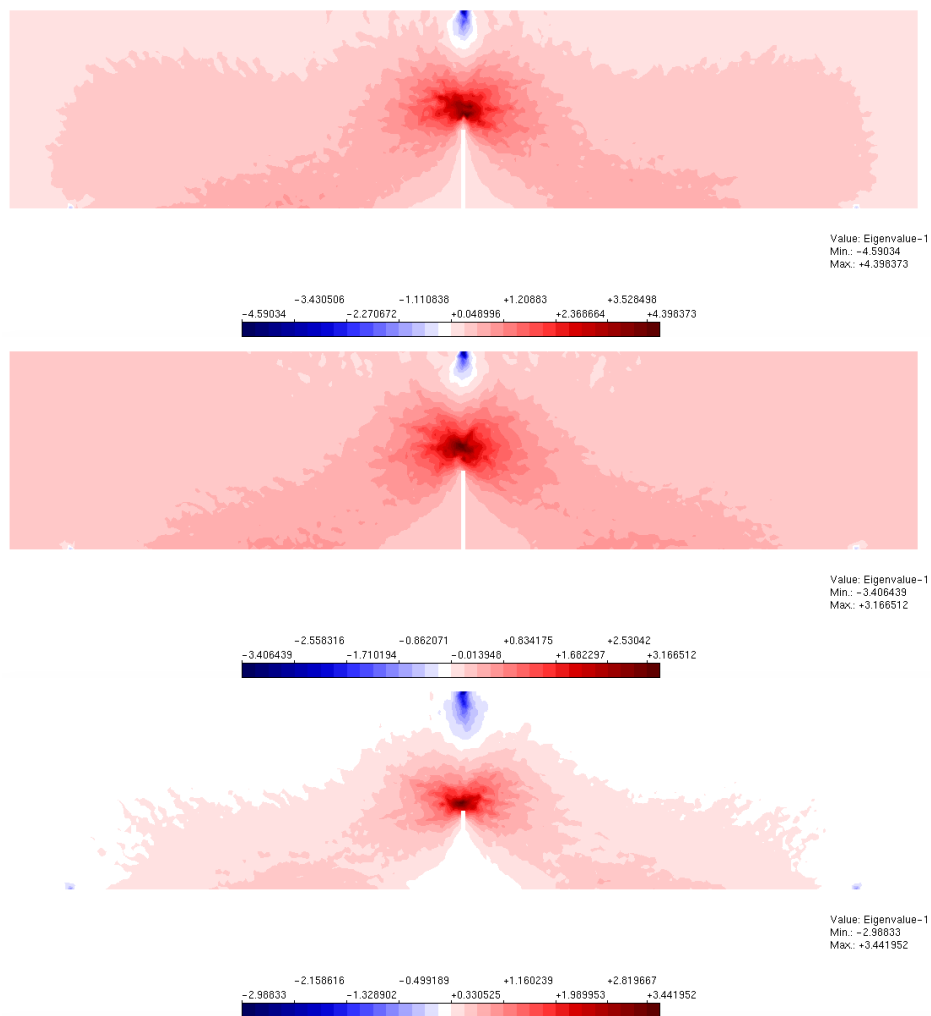 Value: Eigenvalue-1
Min.: -4.59034
Max.: +4.398373
-3.430506 -1.110838 +1.20883 +3.528498
-4.59034 -2.270672 +0.048996 +2.368664 +4.398373
Value: Eigenvalue-1
Min.: -3.406439
Max.: +3.166512
-2.558316 -0.862071 +0.834175 +2.53042
-3.406439 -1.710194 -0.013948 +1.682297 +3.166512
Value: Eigenvalue-1
Min.: -2.98833
Max.: +3.441952
-2.158616 -0.499189 +1.160239 +2.819667
-2.98833 -1.328902 +0.330525 +1.989953 +3.441952